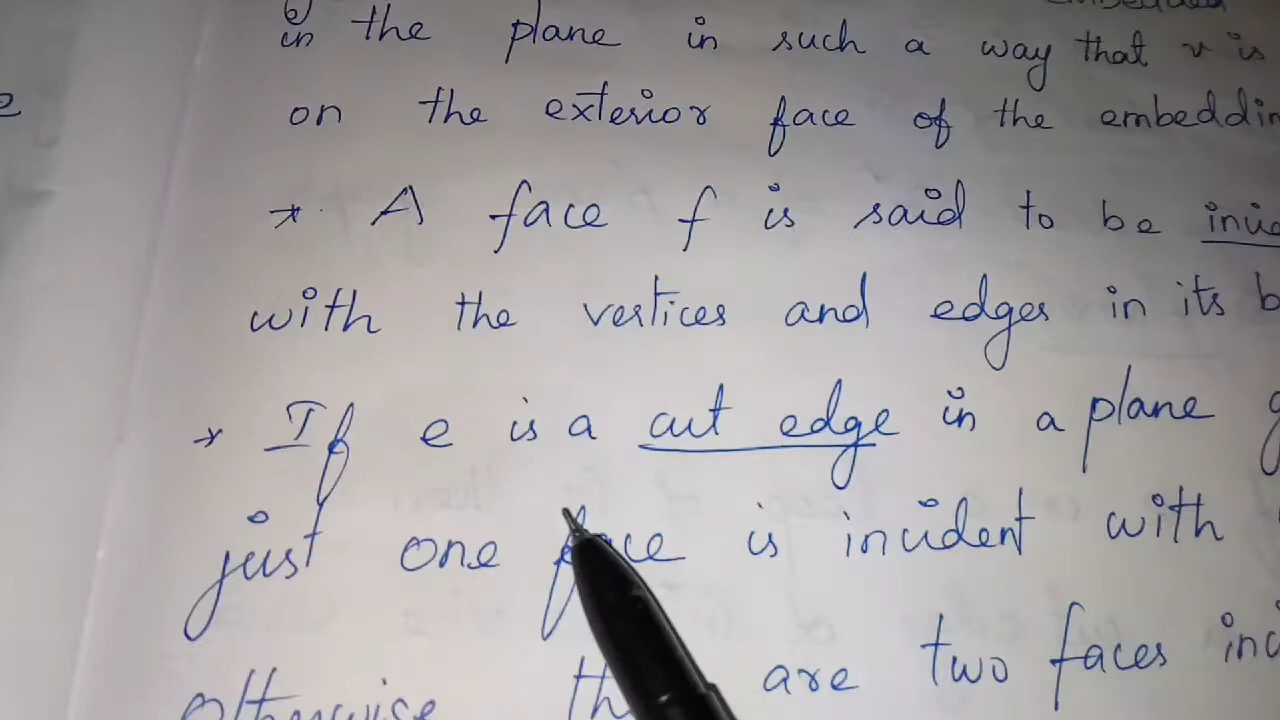 in the plane in such a way that v is
on the exterior face of the embeddin
* A face f is said to be incid
with the vertices and edges in its b
* If e is a cut edge in a plane g
just one face is incident with
otherwise are two faces inc